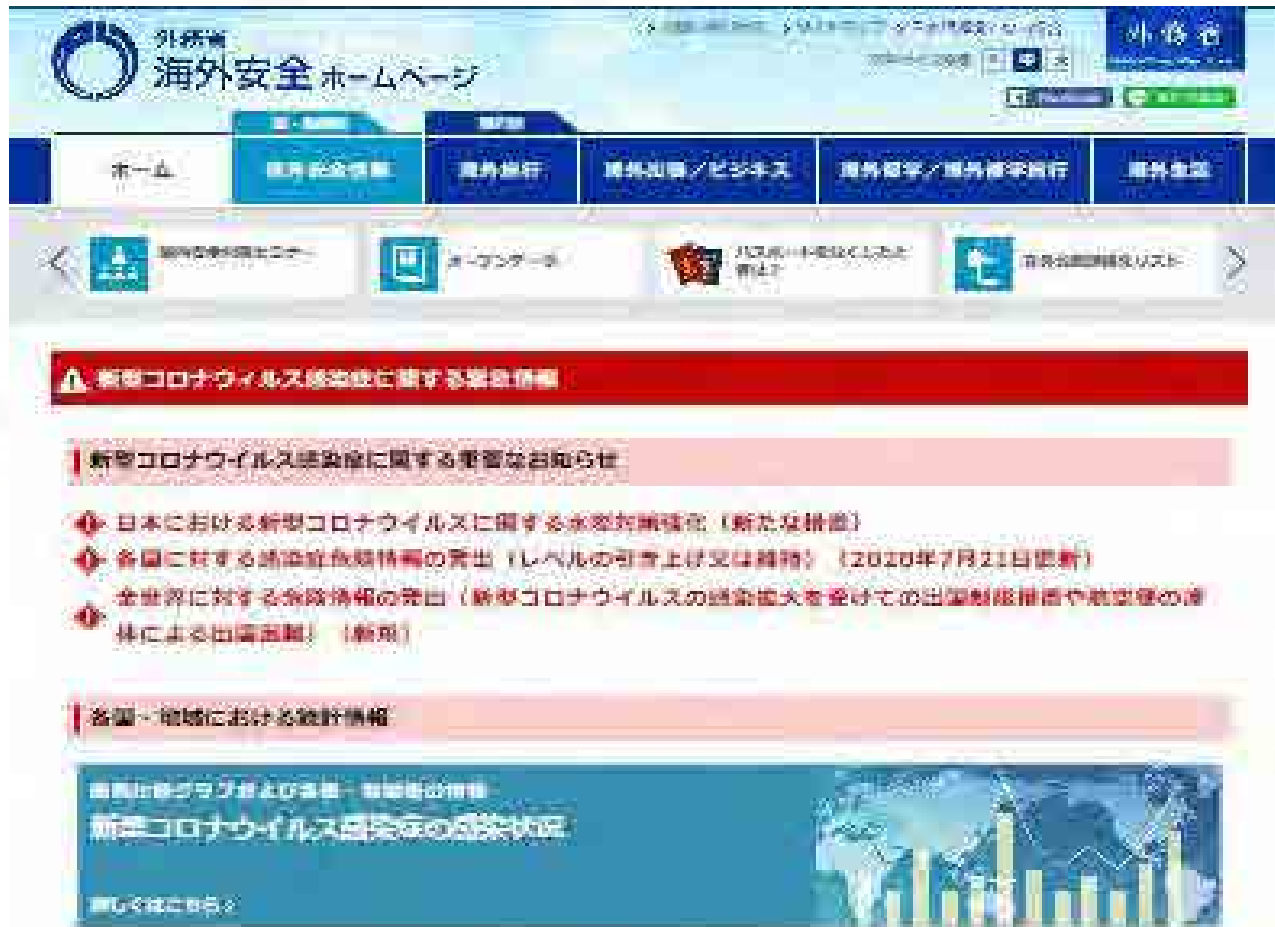 外務省
海外安全 ホームページ
外務省
ホーム
海外安全情報
海外旅行
海外出張/ビジネス
海外留学/海外修学旅行
海外生活
オープンデータ
パスポートをなくしたと
きは?
新型コロナウィルス感染症に関する緊急情報
新型コロナウイルス感染症に関する重要なお知らせ
日本における新型コロナウイルスに関する水際対策強化(新たな措置)
各国に対する感染症危険情報の発出(レベルの引き上げ又は維持)(2020年7月21日更新)
全世界に対する危険情報の発出(新型コロナウイルスの感染拡大を受けての出国制限措置や航空便の運
休による出国困難)(新規)
各国・地域における統計情報
新型コロナウイルス感染症の感染状況
詳しくはこちら